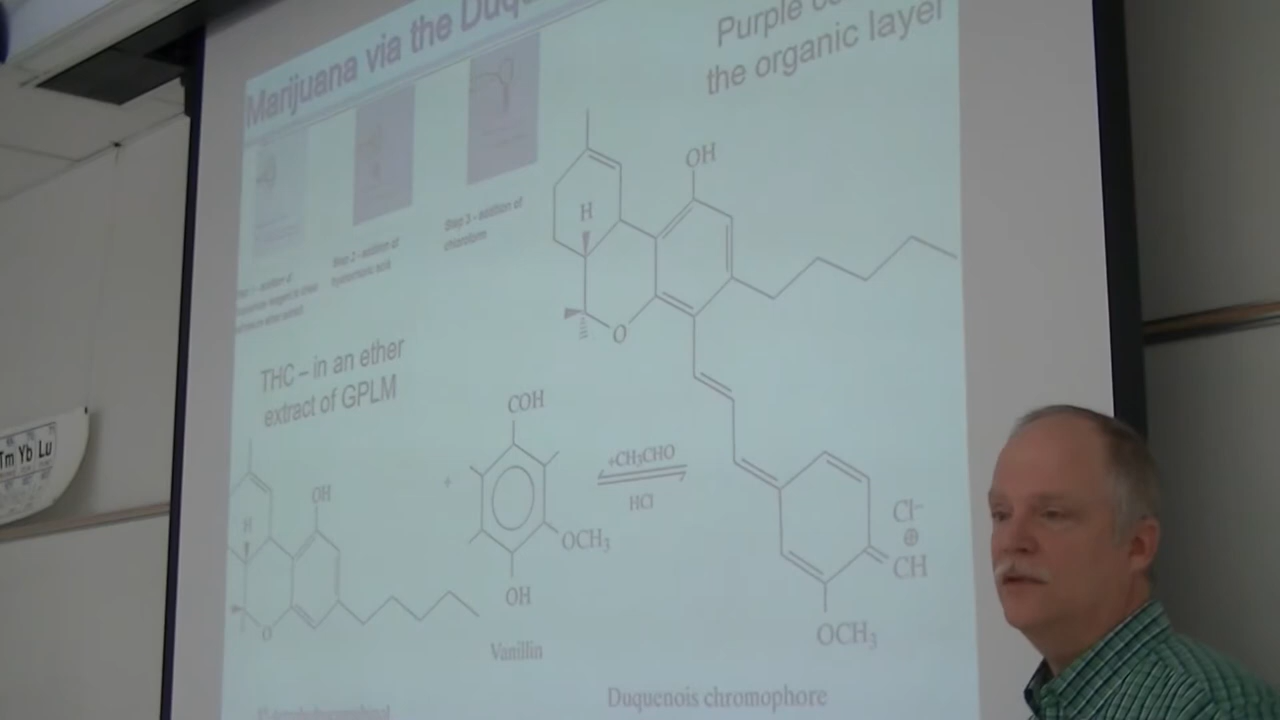 Marijuana via the
Purple
the organic layer
Step 3 - addition of
chloroform
Step 2 - addition of
hydrochloric acid
THC – in an ether
extract of GPLM
OH
H
O
COH
+
+CH₃CHO
HCl
OCH₃
OH
Vanillin
OH
H
O
Cl⁻
⊕
CH
OCH₃
Duquenois chromophore
Tm Yb Lu